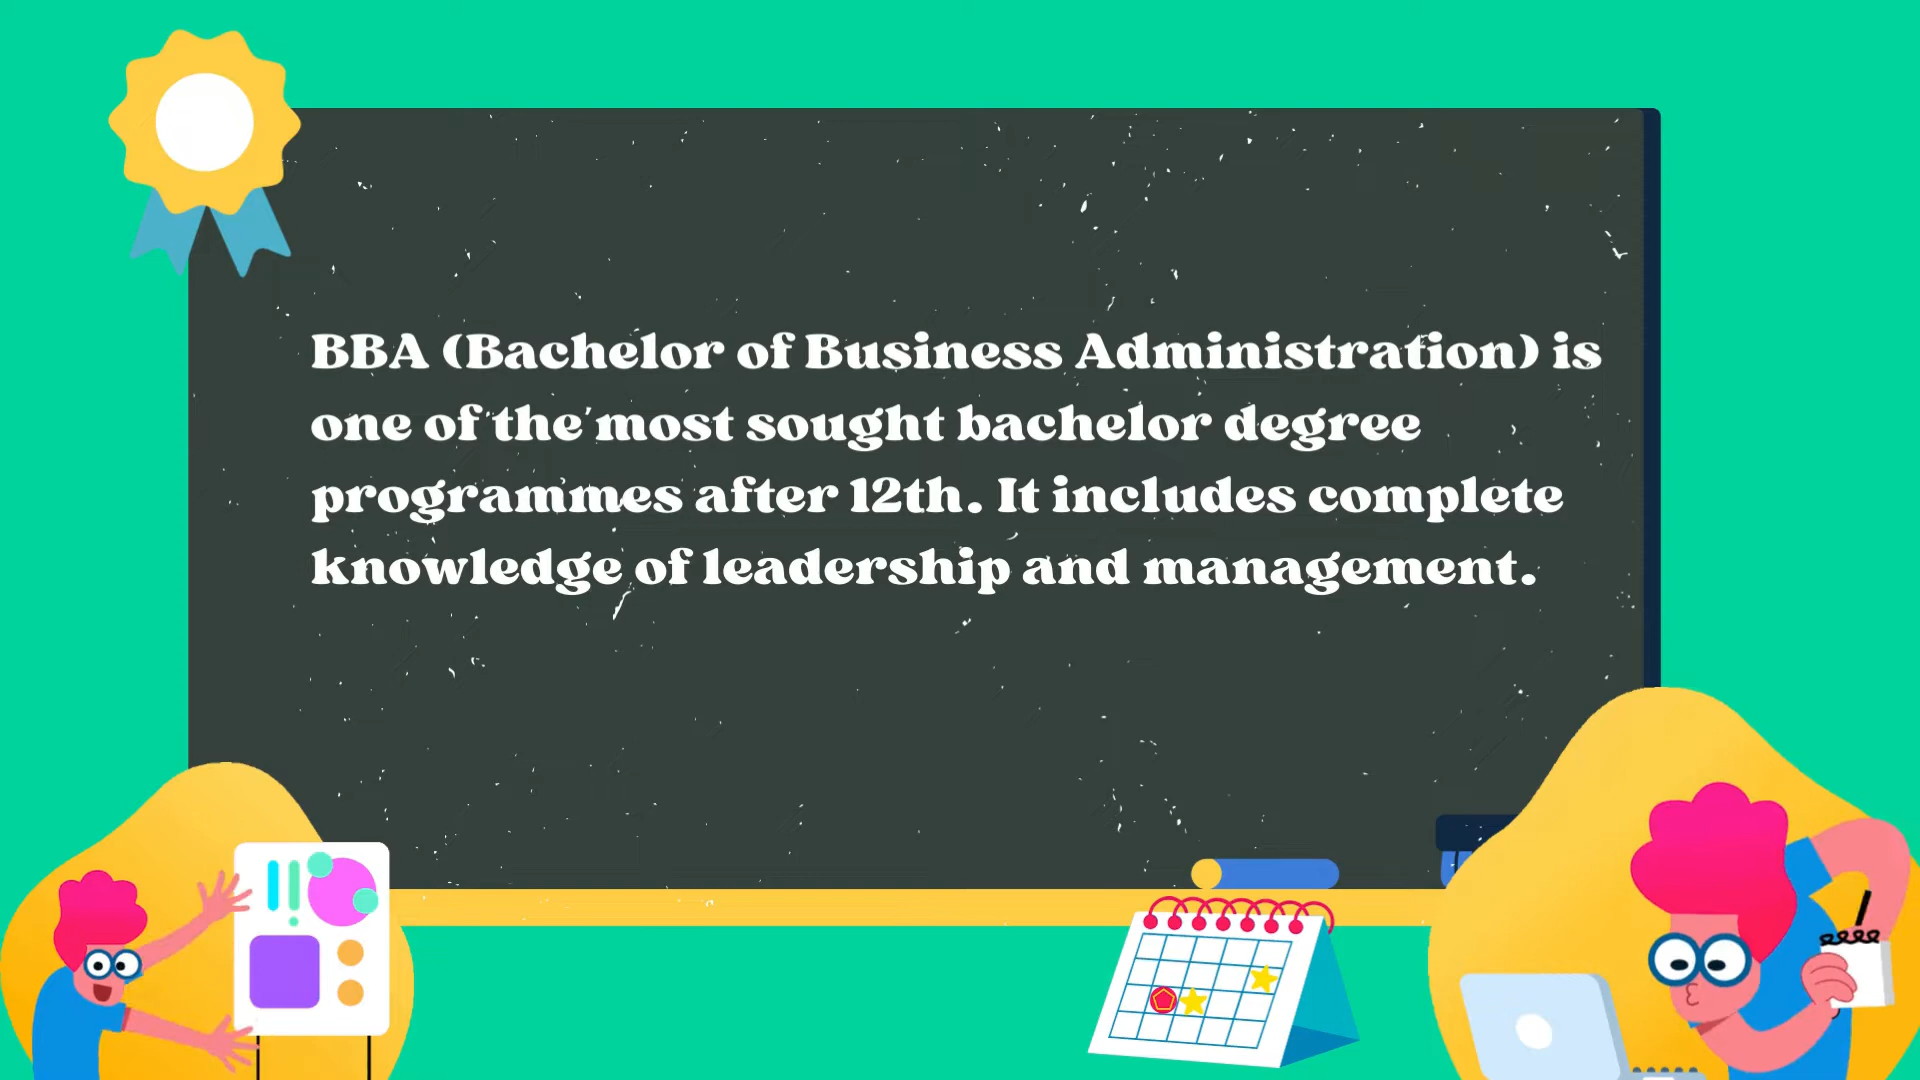 BBA (Bachelor of Business Administration) is
one of the most sought bachelor degree
programmes after 12th. It includes complete
knowledge of leadership and management.